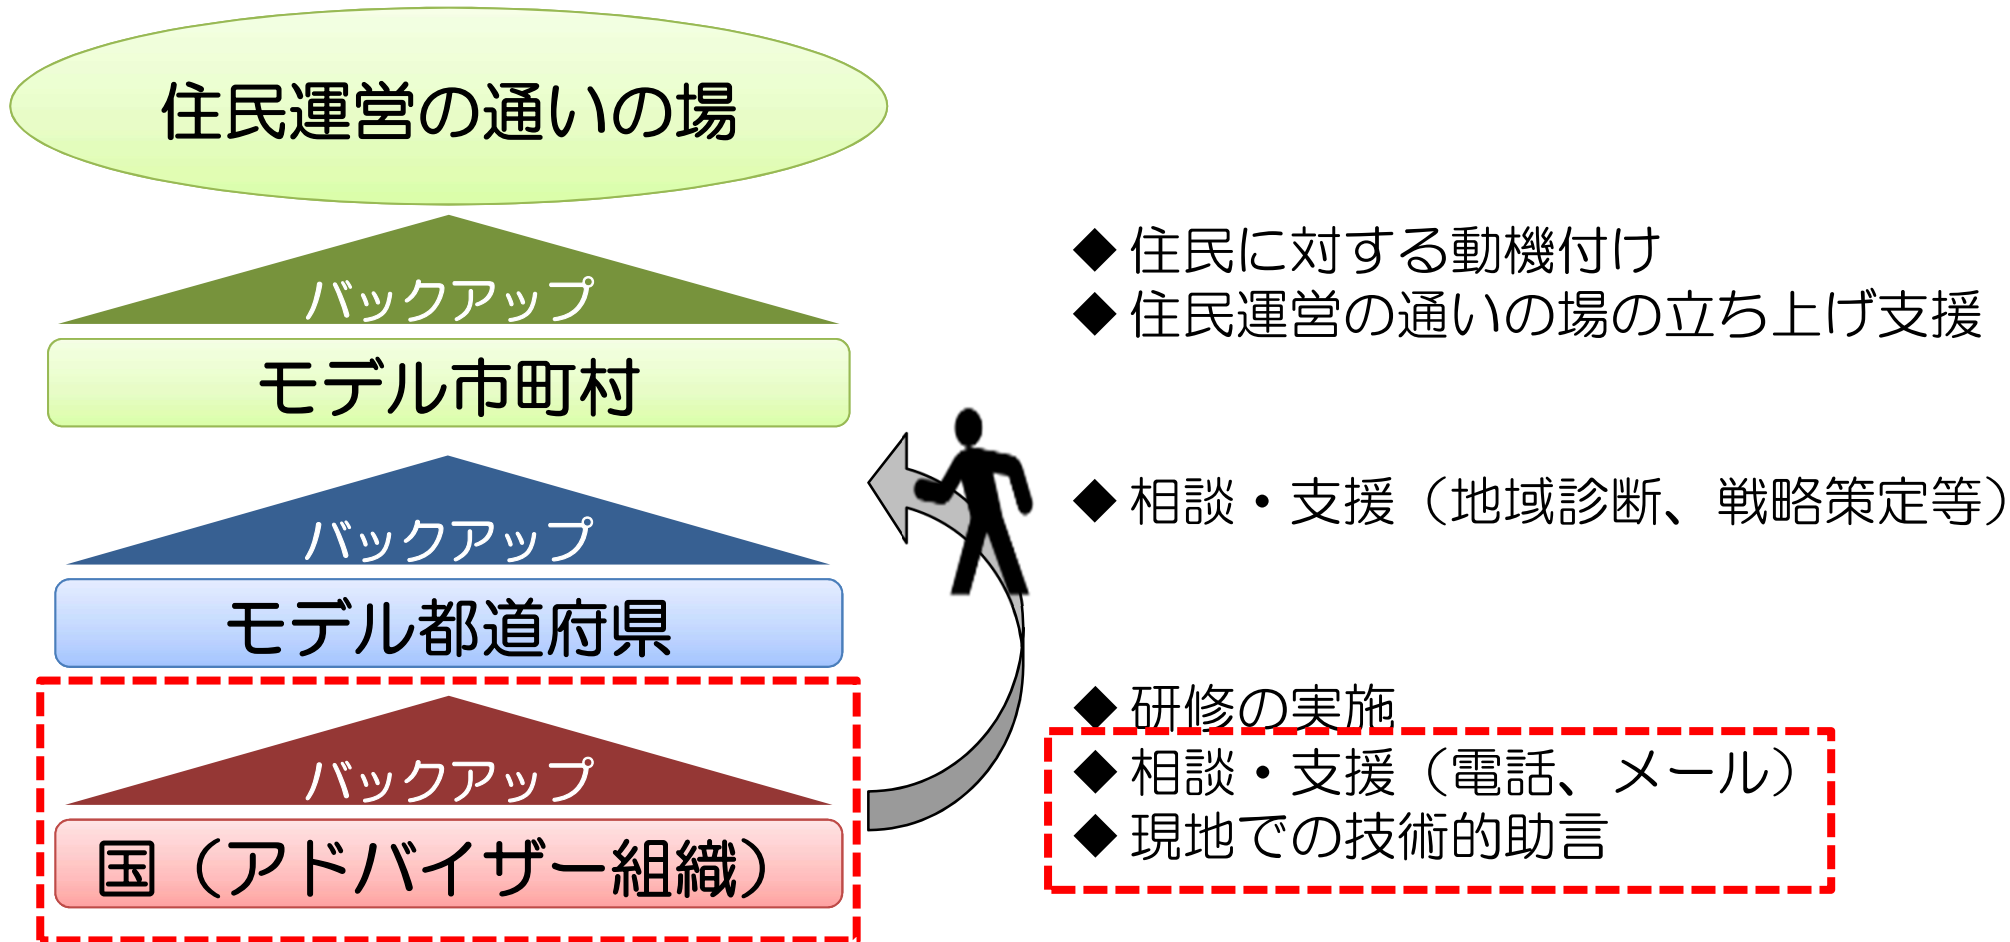 住民運営の通いの場
バックアップ
◆ 住民に対する動機付け
◆ 住民運営の通いの場の立ち上げ支援
モデル市町村
バックアップ
◆ 相談・支援（地域診断、戦略策定等）
モデル都道府県
バックアップ
◆ 研修の実施
◆ 相談・支援（電話、メール）
◆ 現地での技術的助言
国（アドバイザー組織）